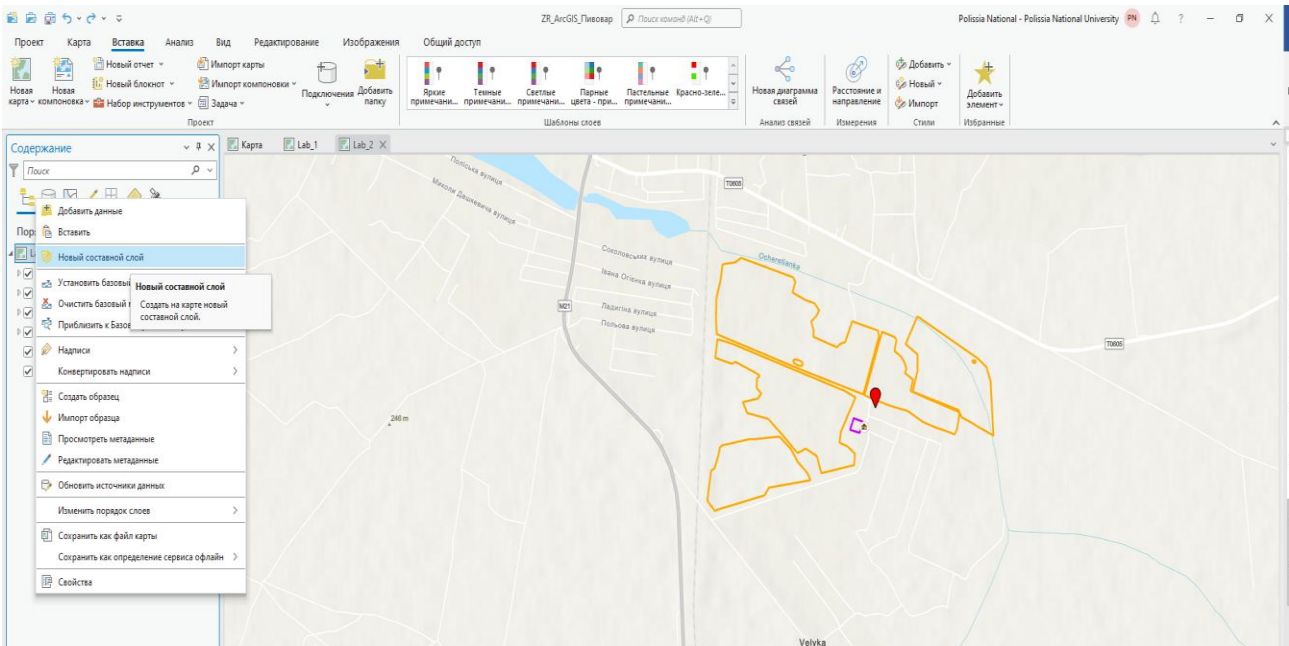 ZR_ArcGIS_Пивовар
Поиск команд (Alt+Q)
Polissia National - Polissia National University
PN
?
Проект Карта Вставка Анализ Вид Редактирование Изображения Общий доступ
Новая карта
Новая компоновка
Новый отчет
Новый блокнот
Набор инструментов
Импорт карты
Импорт компоновки
Задача
Подключения
Добавить папку
Проект
Яркие примечани...
Темные примечани...
Светлые примечани...
Парные цвета - при...
Пастельные примечани...
Красно-зеле...
Шаблоны слоев
Новая диаграмма связей
Анализ связей
Расстояние и направление
Измерения
Добавить
Новый
Импорт
Стили
Добавить элемент
Избранные
Содержание
Поиск
Карта
Lab_1
Lab_2
Пор
L
Добавить данные
Вставить
Новый составной слой
Установить базовы
Очистить базовый
Приблизить к Базов
Новый составной слой
Создать на карте новый
составной слой.
Надписи
Конвертировать надписи
Создать образец
Импорт образца
Просмотреть метаданные
Редактировать метаданные
Обновить источники данных
Изменить порядок слоев
Сохранить как файл карты
Сохранить как определение сервиса офлайн
Свойства
Поліська вулиця
Миколи Дашкевича вулиця
T0605
Соколовських вулиця
Івана Огієнка вулиця
Ладигіна вулиця
Польова вулиця
M21
Ocheretianka
T0605
246 m
Velyka